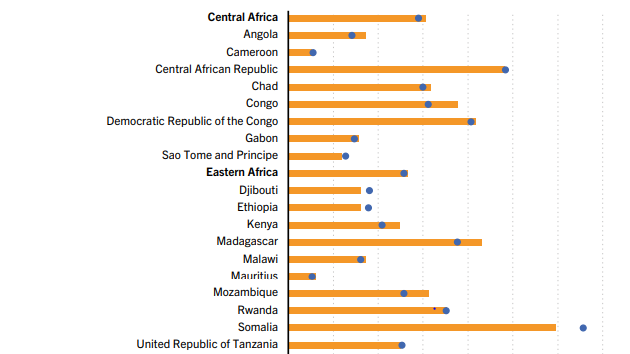 Central Africa
Angola
Cameroon
Central African Republic
Chad
Congo
Democratic Republic of the Congo
Gabon
Sao Tome and Principe
Eastern Africa
Djibouti
Ethiopia
Kenya
Madagascar
Malawi
Mauritius
Mozambique
Rwanda
Somalia
United Republic of Tanzania